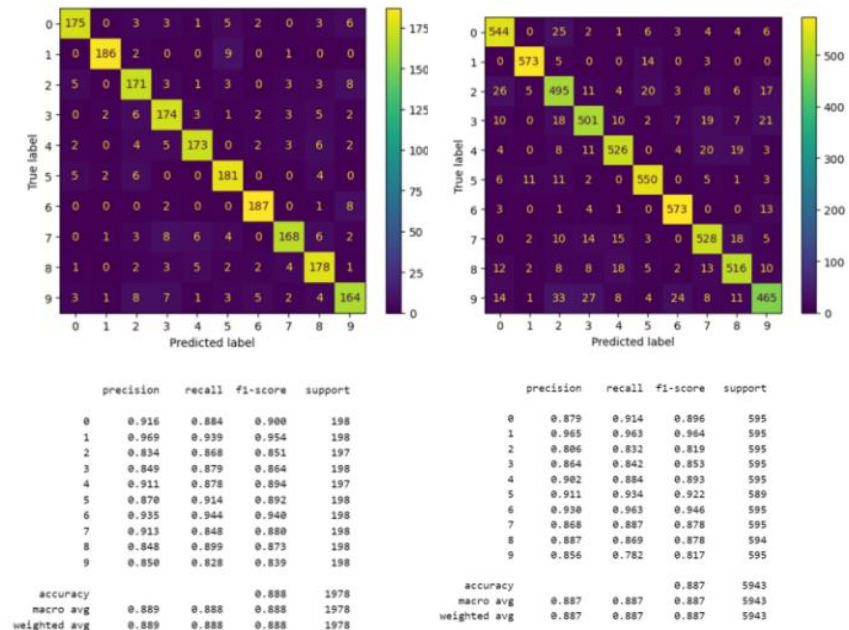 0 175 0 3 3 1 5 2 0 3 6
1 0 186 2 0 0 9 0 1 0 0
2 5 0 171 3 1 3 0 3 3 8
3 0 2 6 174 3 1 2 3 5 2
4 2 0 4 5 173 0 2 3 6 2
5 5 2 6 0 0 181 0 0 4 0
6 0 0 0 2 0 0 187 0 1 8
7 0 1 3 8 6 4 0 168 6 2
8 1 0 2 3 5 2 2 4 178 1
9 3 1 8 7 1 3 5 2 4 164
0 1 2 3 4 5 6 7 8 9
True label
Predicted label
175
150
125
100
75
50
25
0
0 544 0 25 2 1 6 3 4 4 6
1 0 573 5 0 0 14 0 3 0 0
2 26 5 495 11 4 20 3 8 6 17
3 10 0 18 501 10 2 7 19 7 21
4 4 0 8 11 526 0 4 20 19 3
5 6 11 11 2 0 550 0 5 1 3
6 3 0 1 4 1 0 573 0 0 13
7 0 2 10 14 15 3 0 528 18 5
8 12 2 8 8 18 5 2 13 516 10
9 14 1 33 27 8 4 24 8 11 465
0 1 2 3 4 5 6 7 8 9
True label
Predicted label
500
400
300
200
100
0
precision recall f1-score support
0 0.916 0.884 0.900 198
1 0.969 0.939 0.954 198
2 0.834 0.868 0.851 197
3 0.849 0.879 0.864 198
4 0.911 0.878 0.894 197
5 0.870 0.914 0.892 198
6 0.935 0.944 0.940 198
7 0.913 0.848 0.880 198
8 0.848 0.899 0.873 198
9 0.850 0.828 0.839 198
accuracy 0.888 1978
macro avg 0.889 0.888 0.888 1978
weighted avg 0.889 0.888 0.888 1978
precision recall f1-score support
0 0.879 0.914 0.896 595
1 0.965 0.963 0.964 595
2 0.806 0.832 0.819 595
3 0.864 0.842 0.853 595
4 0.902 0.884 0.893 595
5 0.911 0.934 0.922 589
6 0.930 0.963 0.946 595
7 0.868 0.887 0.878 595
8 0.887 0.869 0.878 594
9 0.856 0.782 0.817 595
accuracy 0.887 5943
macro avg 0.887 0.887 0.887 5943
weighted avg 0.887 0.887 0.887 5943